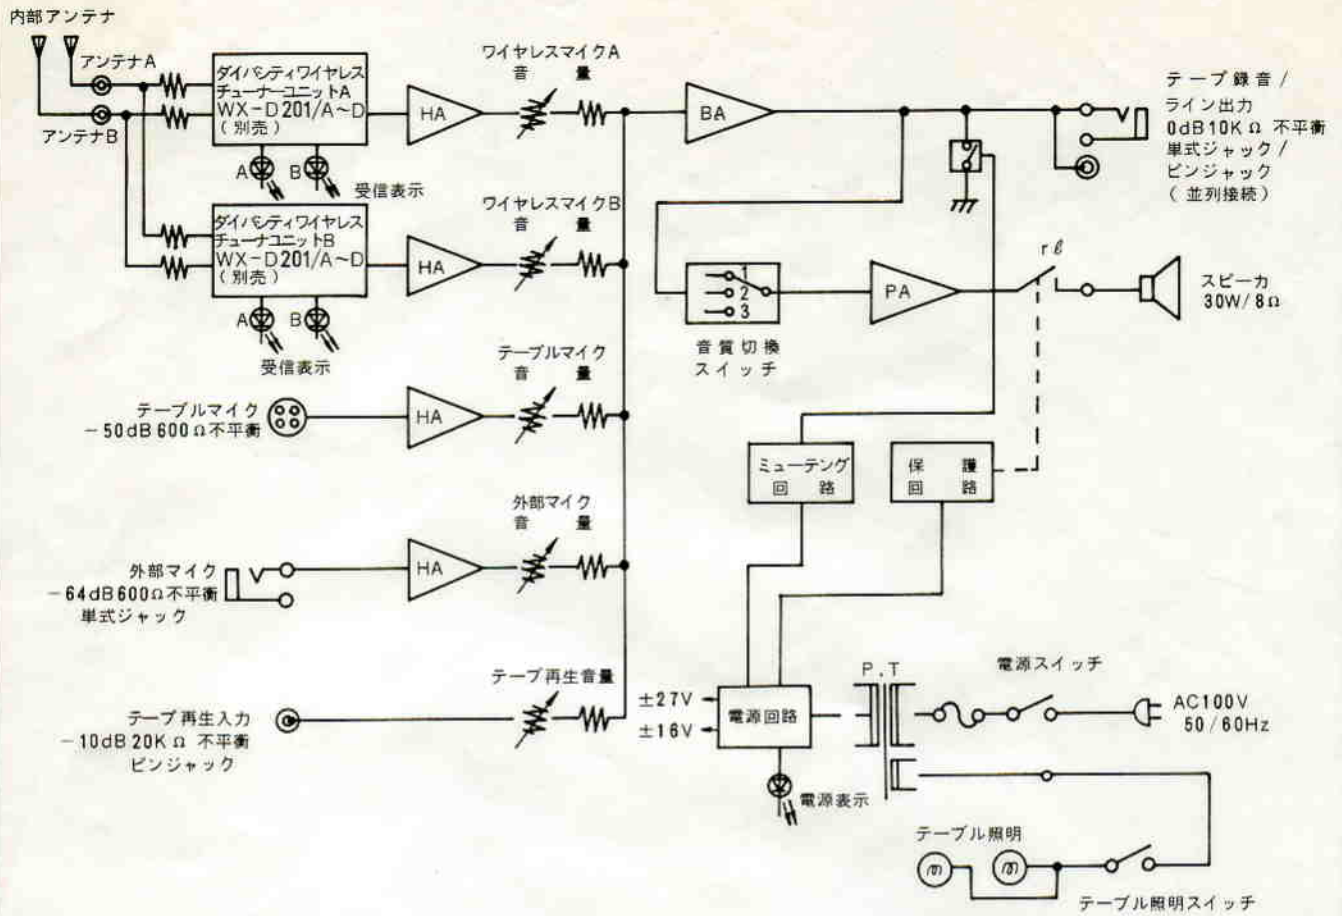 内部アンテナ
アンテナA
アンテナB
ダイバシティワイヤレス
チューナーユニットA
WX-D201/A~D
(別売)
A
B
受信表示
HA
ワイヤレスマイクA
音 量
ダイバシティワイヤレス
チューナユニットB
WX-D201/A~D
(別売)
A
B
受信表示
HA
ワイヤレスマイクB
音 量
テーブルマイク
-50dB600Ω不平衡
HA
テーブルマイク
音 量
外部マイク
-64dB600Ω不平衡
単式ジャック
HA
外部マイク
音 量
テープ再生入力
-10dB20KΩ 不平衡
ピンジャック
テープ再生音量
BA
テープ録音/
ライン出力
0dB10KΩ 不平衡
単式ジャック/
ピンジャック
(並列接続)
1
2
3
音質切換
スイッチ
PA
rℓ
スピーカ
30W/8Ω
ミューテング
回 路
保 護
回 路
±27V
±16V
電源回路
電源表示
P.T
電源スイッチ
AC100V
50/60Hz
テーブル照明
テーブル照明スイッチ